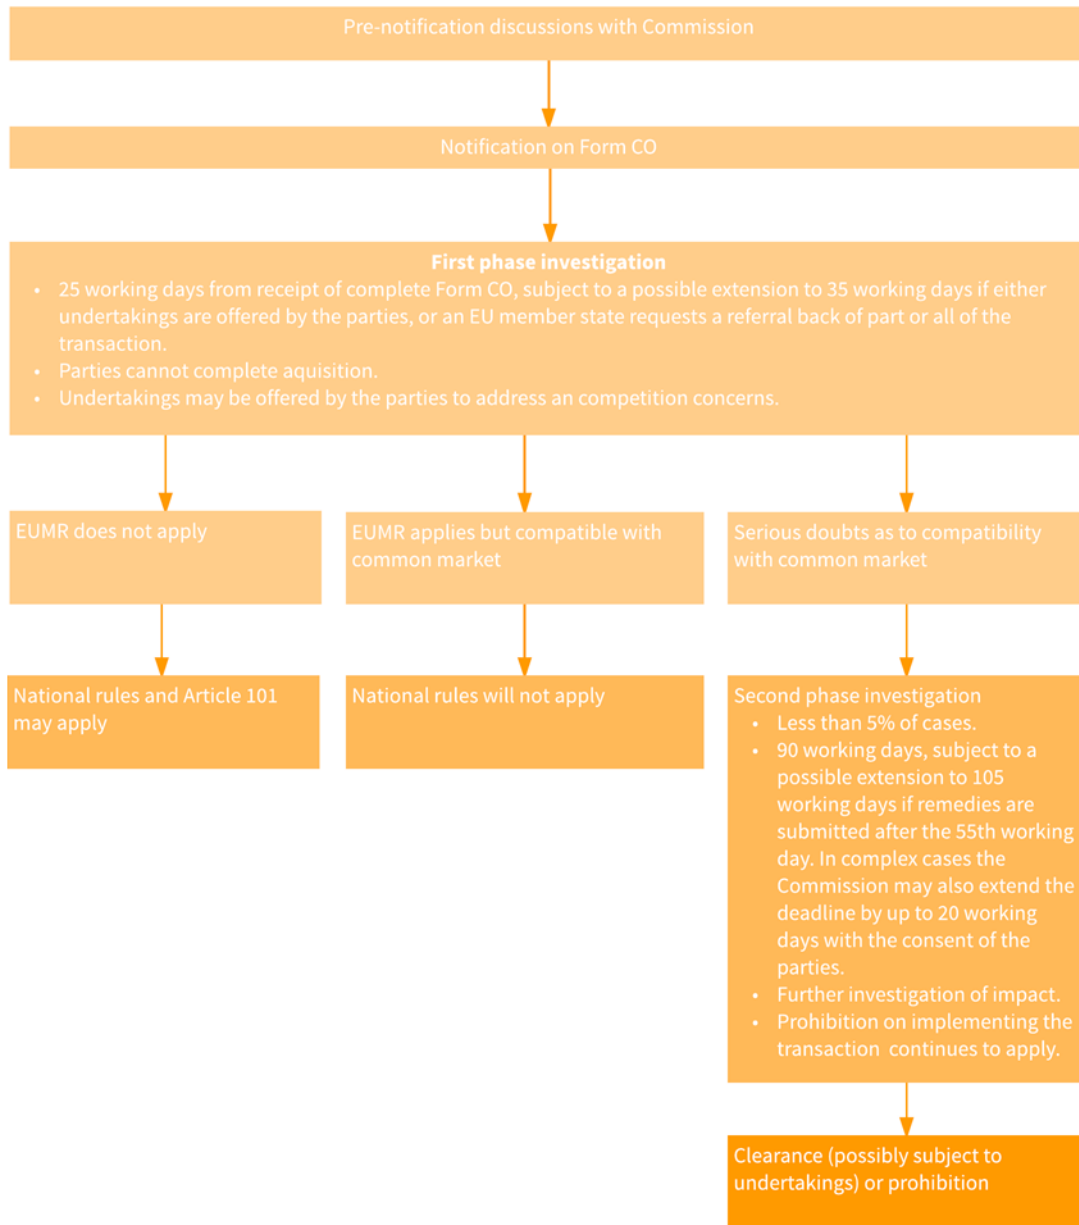 Pre-notification discussions with Commission
Notification on Form CO
First phase investigation
• 25 working days from receipt of complete Form CO, subject to a possible extension to 35 working days if either
undertakings are offered by the parties, or an EU member state requests a referral back of part or all of the
transaction.
• Parties cannot complete aquisition.
• Undertakings may be offered by the parties to address an competition concerns.
EUMR does not apply
EUMR applies but compatible with
common market
Serious doubts as to compatibility
with common market
National rules and Article 101
may apply
National rules will not apply
Second phase investigation
• Less than 5% of cases.
• 90 working days, subject to a
possible extension to 105
working days if remedies are
submitted after the 55th working
day. In complex cases the
Commission may also extend the
deadline by up to 20 working
days with the consent of the
parties.
• Further investigation of impact.
• Prohibition on implementing the
transaction continues to apply.
Clearance (possibly subject to
undertakings) or prohibition